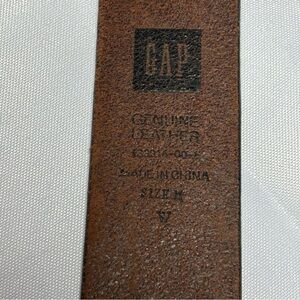 GAP
GENUINE
LEATHER
MADE IN CHINA
SIZE M